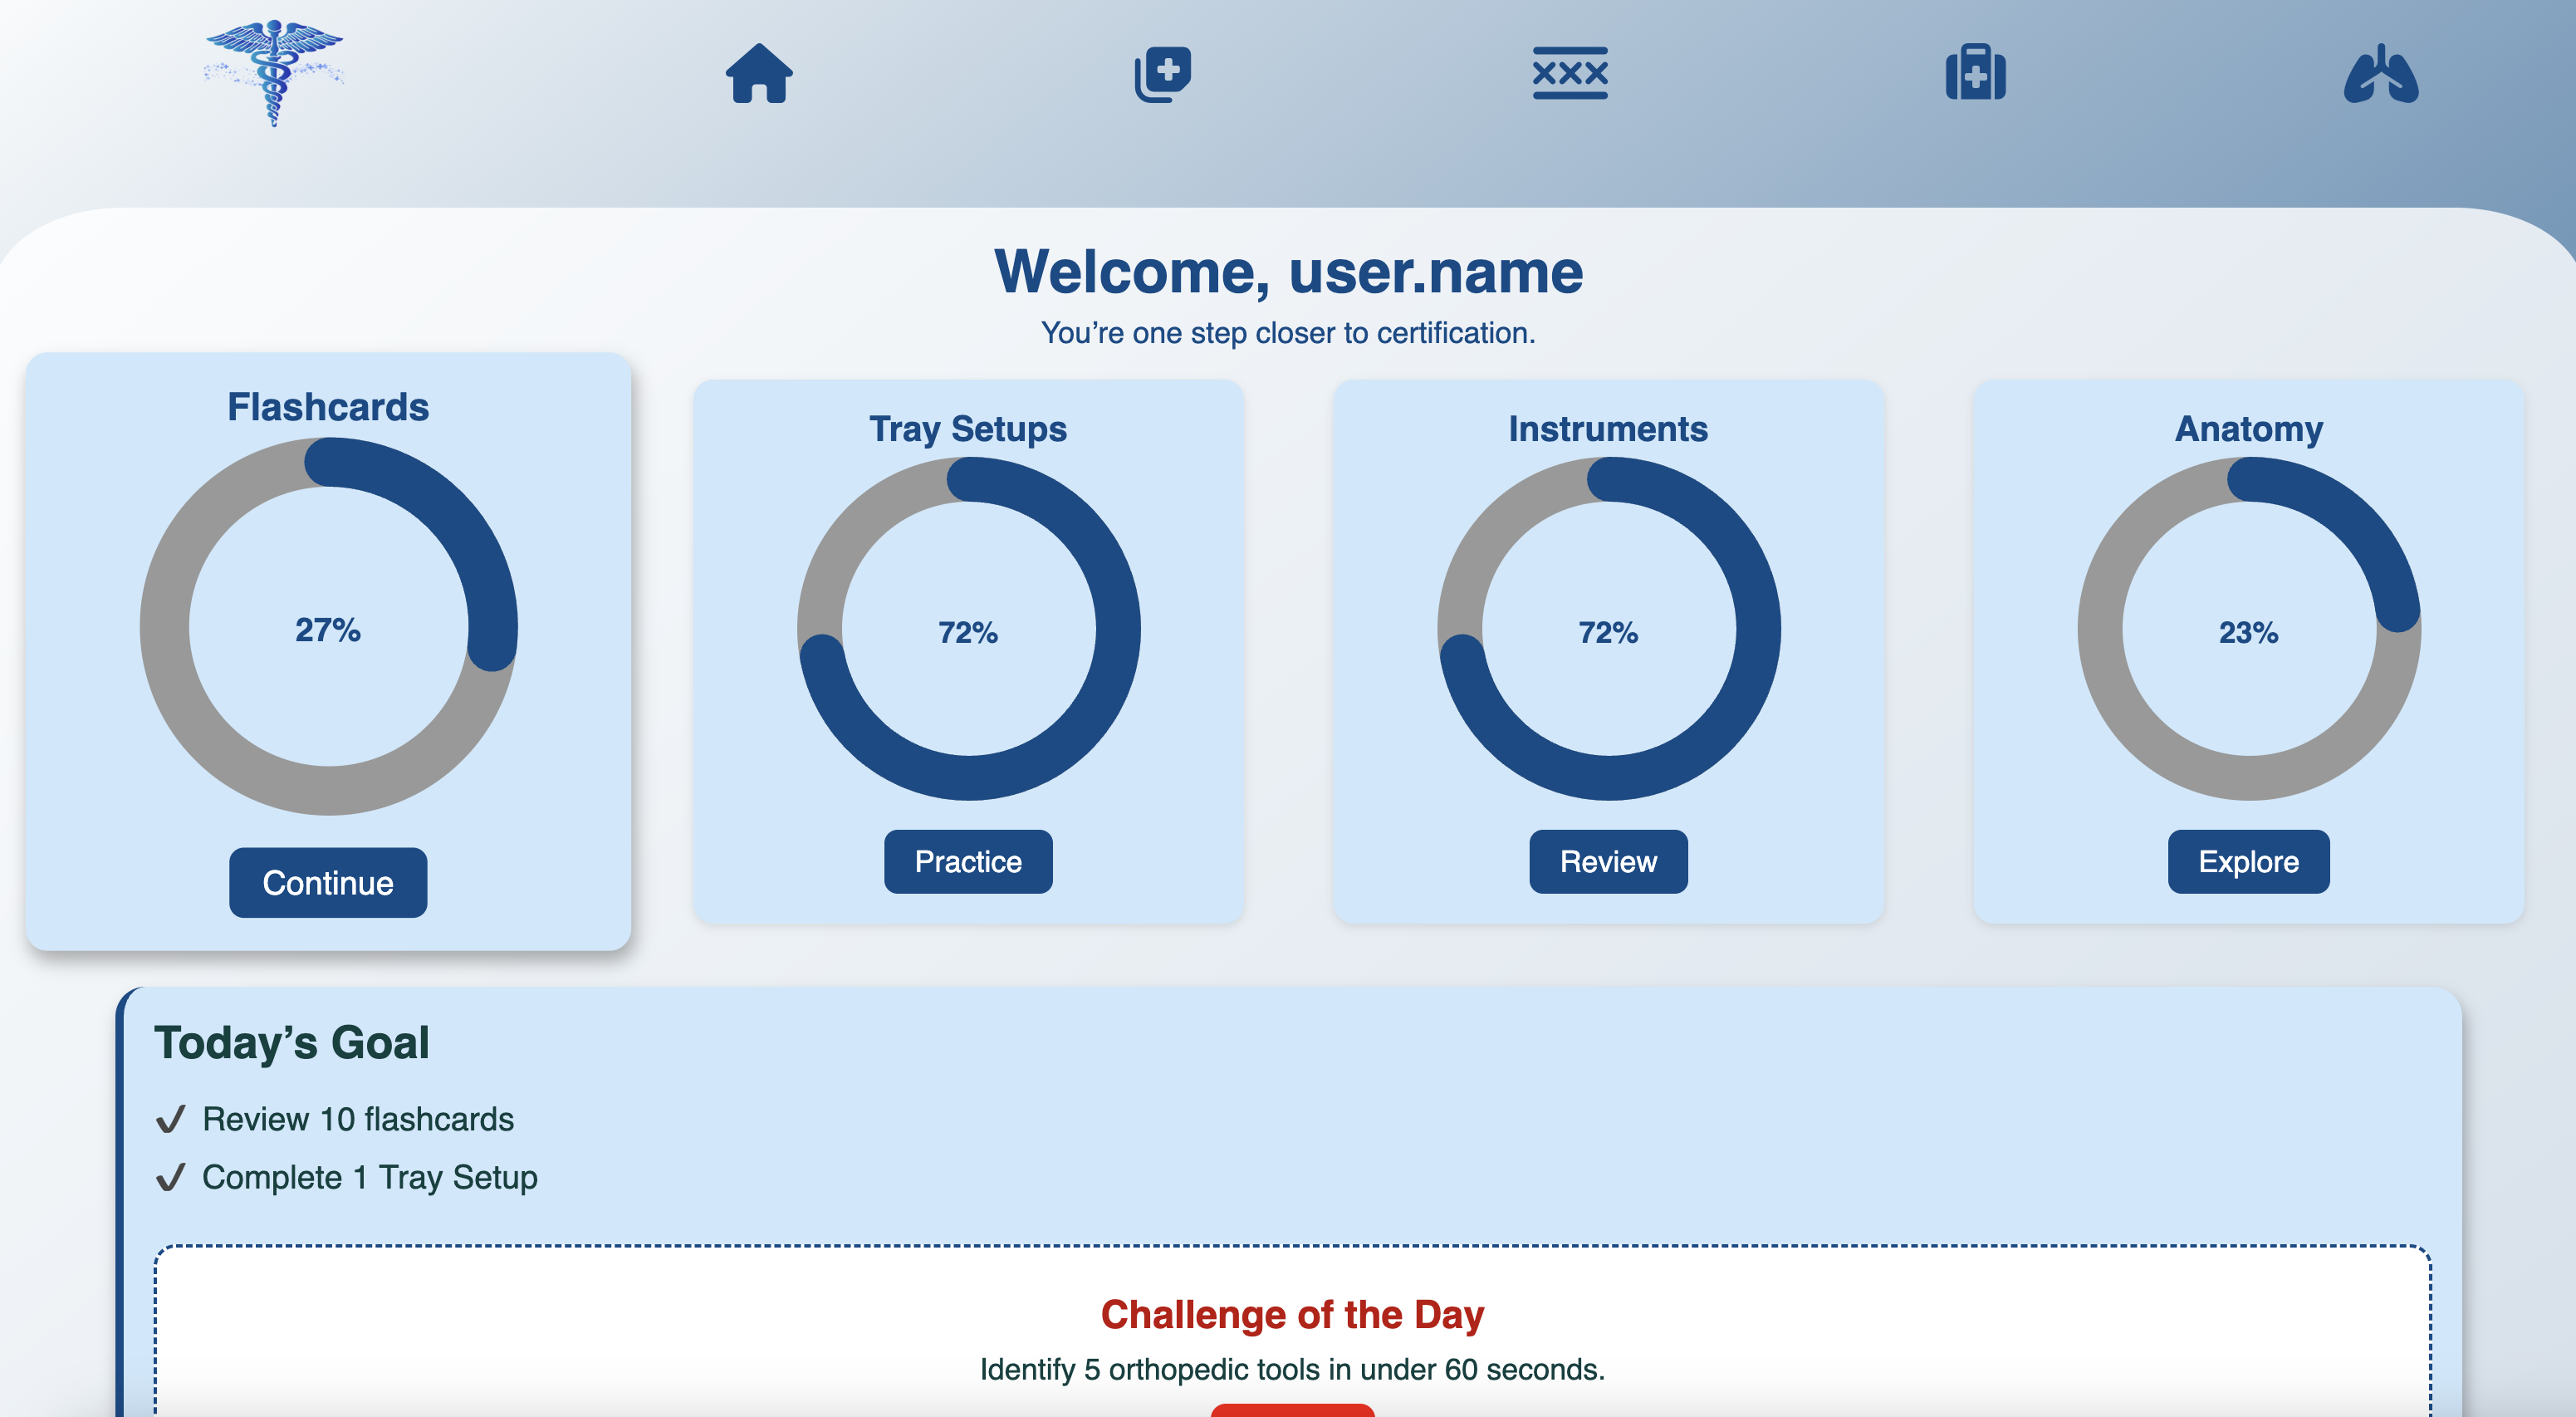 Welcome, user.name
You’re one step closer to certification.
Flashcards
27%
Continue
Tray Setups
72%
Practice
Instruments
72%
Review
Anatomy
23%
Explore
Today’s Goal
✓ Review 10 flashcards
✓ Complete 1 Tray Setup
Challenge of the Day
Identify 5 orthopedic tools in under 60 seconds.